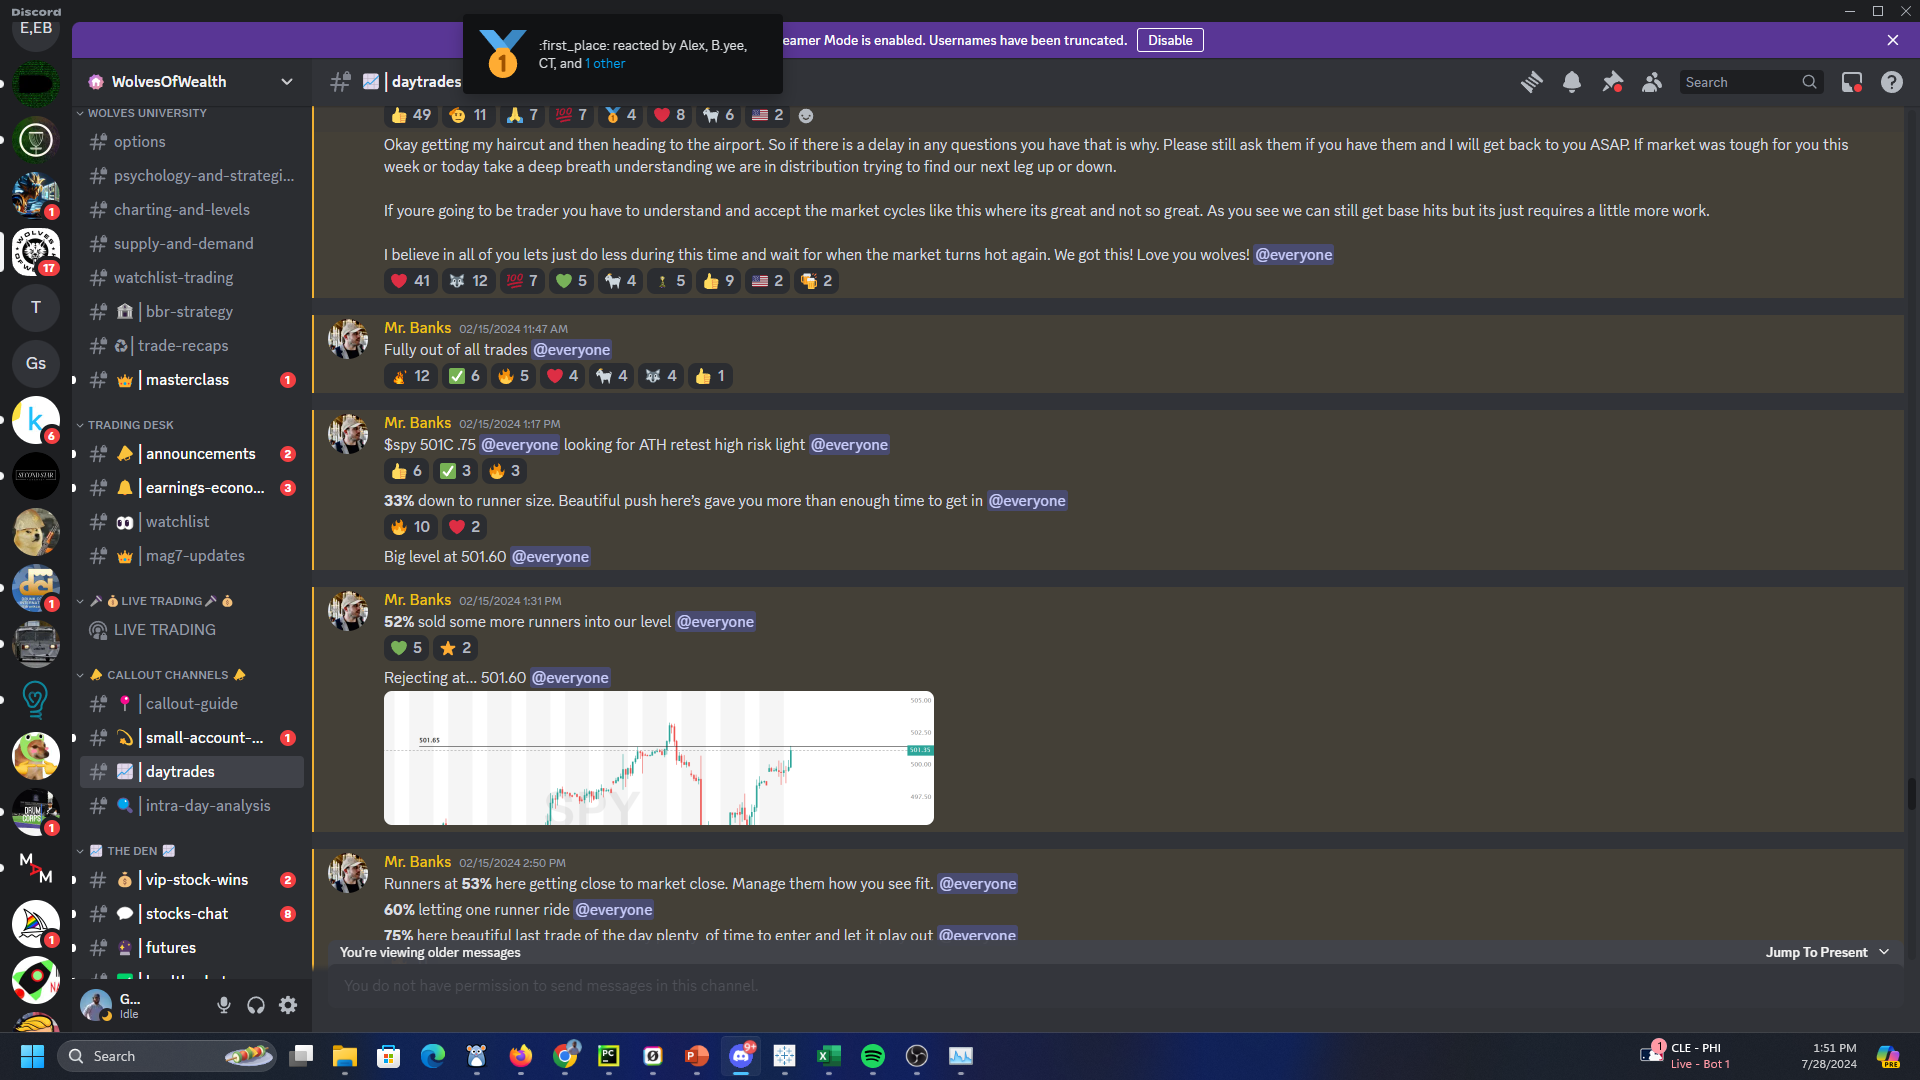 Discord
E,EB
:first_place: reacted by Alex, B.yee,
CT, and 1 other
eamer Mode is enabled. Usernames have been truncated.
Disable
WolvesOfWealth
daytrades
Search
WOLVES UNIVERSITY
options
psychology-and-strategi...
charting-and-levels
supply-and-demand
watchlist-trading
bbr-strategy
trade-recaps
masterclass 1
TRADING DESK
announcements 2
earnings-econo... 3
watchlist
mag7-updates
LIVE TRADING
LIVE TRADING
CALLOUT CHANNELS
callout-guide
small-account-... 1
daytrades
intra-day-analysis
THE DEN
vip-stock-wins 2
stocks-chat 8
futures
G...
Idle
1
17
T
Gs
k
6
SECOND STAR
dci
1
DRUM
CORPS
1
M
A
M
1
49 11 7 7 4 8 6 2
Okay getting my haircut and then heading to the airport. So if there is a delay in any questions you have that is why. Please still ask them if you have them and I will get back to you ASAP. If market was tough for you this
week or today take a deep breath understanding we are in distribution trying to find our next leg up or down.
If youre going to be trader you have to understand and accept the market cycles like this where its great and not so great. As you see we can still get base hits but its just requires a little more work.
I believe in all of you lets just do less during this time and wait for when the market turns hot again. We got this! Love you wolves! @everyone
41 12 7 5 4 5 9 2 2
Mr. Banks 02/15/2024 11:47 AM
Fully out of all trades @everyone
12 6 5 4 4 4 1
Mr. Banks 02/15/2024 1:17 PM
$spy 501C .75 @everyone looking for ATH retest high risk light @everyone
6 3 3
33% down to runner size. Beautiful push here's gave you more than enough time to get in @everyone
10 2
Big level at 501.60 @everyone
Mr. Banks 02/15/2024 1:31 PM
52% sold some more runners into our level @everyone
5 2
Rejecting at... 501.60 @everyone
505.00
501.65
502.50
501.35
500.00
497.50
SPY
Mr. Banks 02/15/2024 2:50 PM
Runners at 53% here getting close to market close. Manage them how you see fit. @everyone
60% letting one runner ride @everyone
75% here beautiful last trade of the day plenty of time to enter and let it play out @everyone
You're viewing older messages
Jump To Present
You do not have permission to send messages in this channel.
Search
PC
9+
1
CLE - PHI
Live - Bot 1
1:51 PM
7/28/2024
PRE